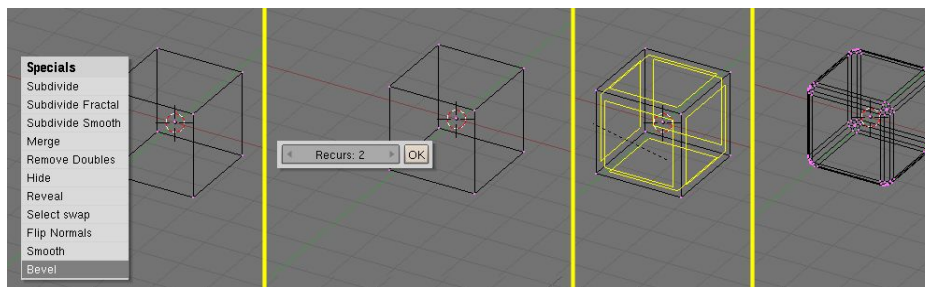 Specials
Subdivide
Subdivide Fractal
Subdivide Smooth
Merge
Remove Doubles
Hide
Reveal
Select swap
Flip Normals
Smooth
Bevel
Recurs: 2 OK